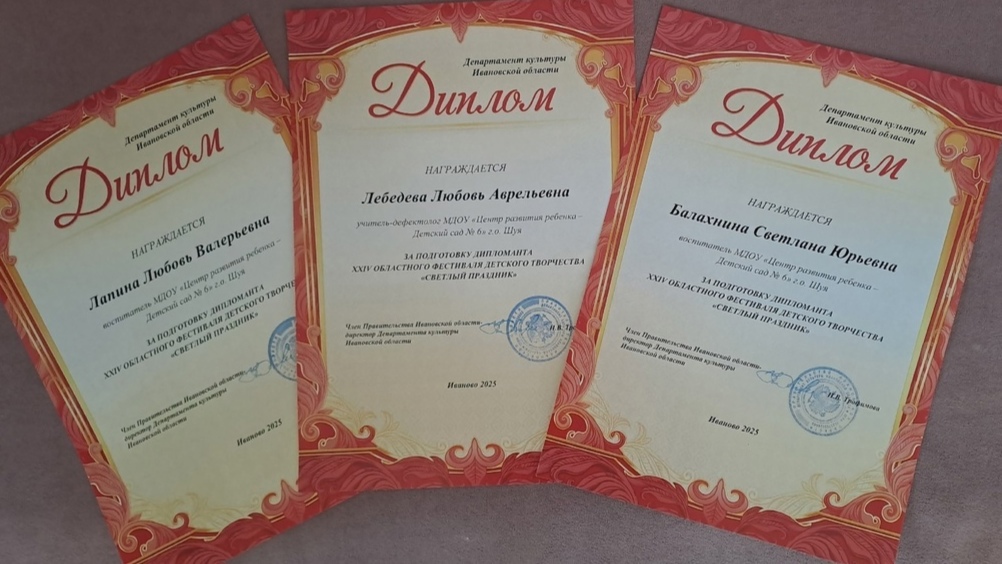 Департамент культуры
Ивановской области
Диплом
НАГРАЖДАЕТСЯ
Лапина Любовь Валерьевна
воспитатель МДОУ «Центр развития ребенка –
Детский сад № 6» г.о. Шуя
ЗА ПОДГОТОВКУ ДИПЛОМАНТА
XXIV ОБЛАСТНОГО ФЕСТИВАЛЯ ДЕТСКОГО ТВОРЧЕСТВА
«СВЕТЛЫЙ ПРАЗДНИК»
Член Правительства Ивановской области-
директор Департамента культуры
Ивановской области
Иваново 2025
Департамент культуры
Ивановской области
Диплом
НАГРАЖДАЕТСЯ
Лебедева Любовь Аврельевна
учитель-дефектолог МДОУ «Центр развития ребенка –
Детский сад № 6» г.о. Шуя
ЗА ПОДГОТОВКУ ДИПЛОМАНТА
XXIV ОБЛАСТНОГО ФЕСТИВАЛЯ ДЕТСКОГО ТВОРЧЕСТВА
«СВЕТЛЫЙ ПРАЗДНИК»
Член Правительства Ивановской области-
директор Департамента культуры
Ивановской области
Н.В. Тро
Иваново 2025
Департамент культуры
Ивановской области
Диплом
НАГРАЖДАЕТСЯ
Балахнина Светлана Юрьевна
воспитатель МДОУ «Центр развития ребенка –
Детский сад № 6» г.о. Шуя
ЗА ПОДГОТОВКУ ДИПЛОМАНТА
XXIV ОБЛАСТНОГО ФЕСТИВАЛЯ ДЕТСКОГО ТВОРЧЕСТВА
«СВЕТЛЫЙ ПРАЗДНИК»
Член Правительства Ивановской области-
директор Департамента культуры
Ивановской области
Н.В. Трофимова
Иваново 2025